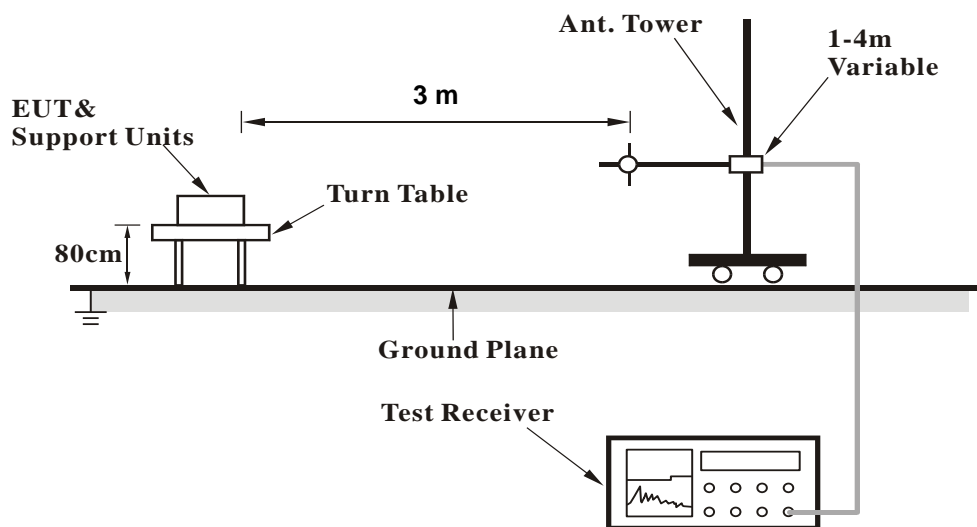 Ant. Tower
1-4m
Variable
3 m
EUT&
Support Units
Turn Table
80cm
Ground Plane
Test Receiver